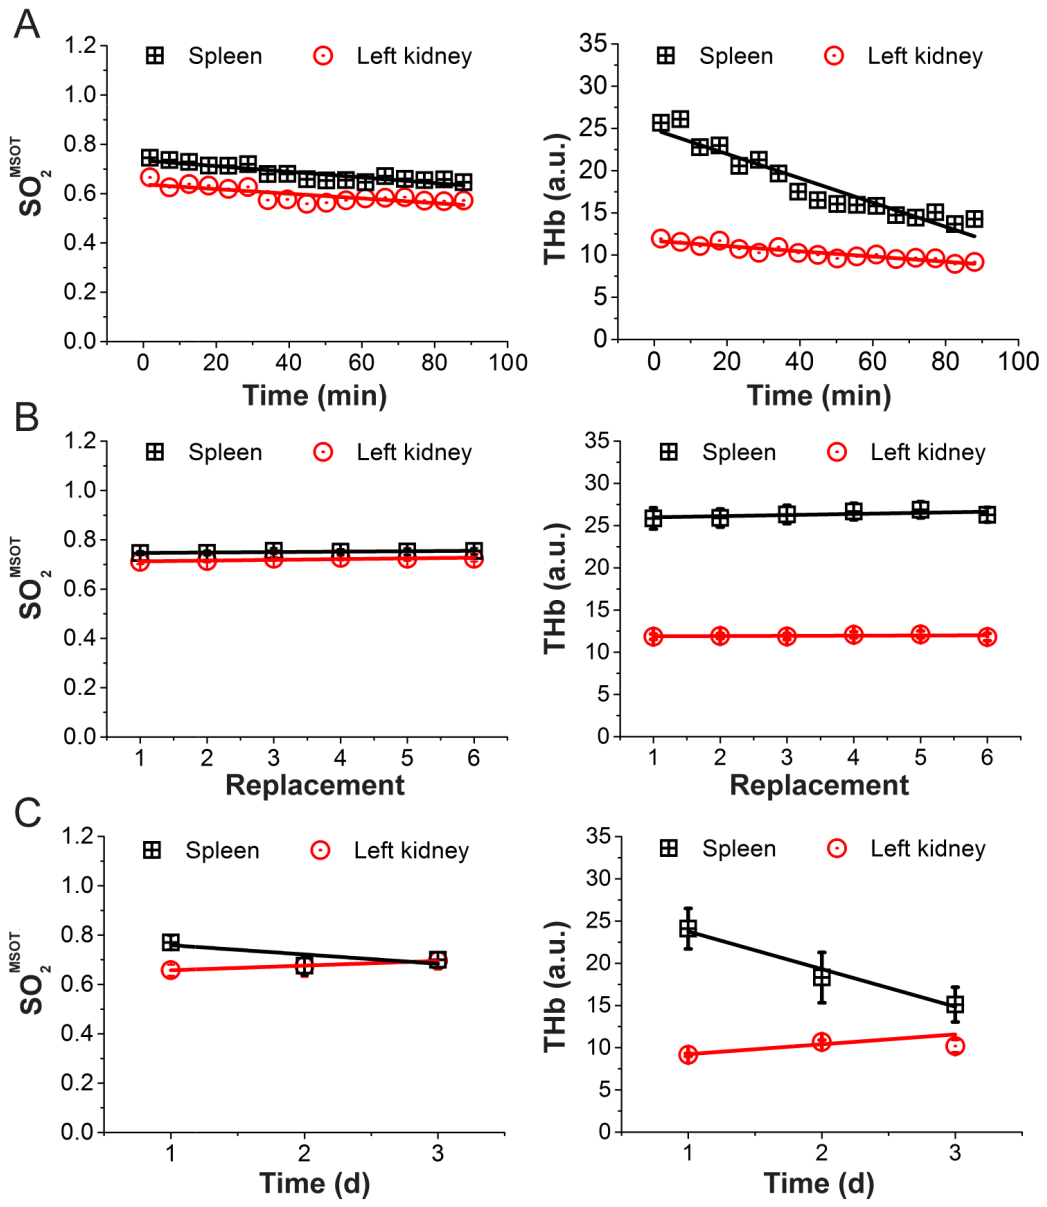 A
Spleen Left kidney
SO2MSOT
1.2
1.0
0.8
0.6
0.4
0.2
0.0
0 20 40 60 80 100
Time (min)
Spleen Left kidney
THb (a.u.)
35
30
25
20
15
10
5
0
0 20 40 60 80 100
Time (min)
B
Spleen Left kidney
SO2MSOT
1.2
1.0
0.8
0.6
0.4
0.2
0.0
1 2 3 4 5 6
Replacement
Spleen Left kidney
THb (a.u.)
35
30
25
20
15
10
5
0
1 2 3 4 5 6
Replacement
C
Spleen Left kidney
SO2MSOT
1.2
1.0
0.8
0.6
0.4
0.2
0.0
1 2 3
Time (d)
Spleen Left kidney
THb (a.u.)
35
30
25
20
15
10
5
0
1 2 3
Time (d)